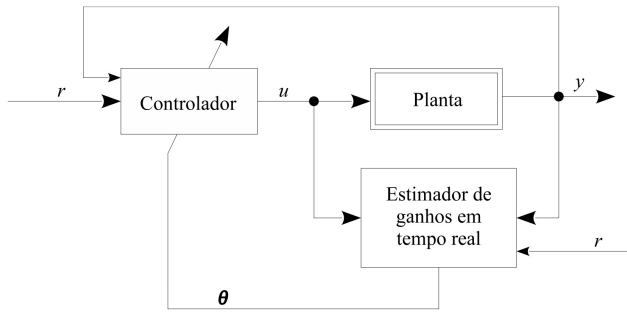 r
Controlador
u
Planta
y
Estimador de
ganhos em
tempo real
r
θ